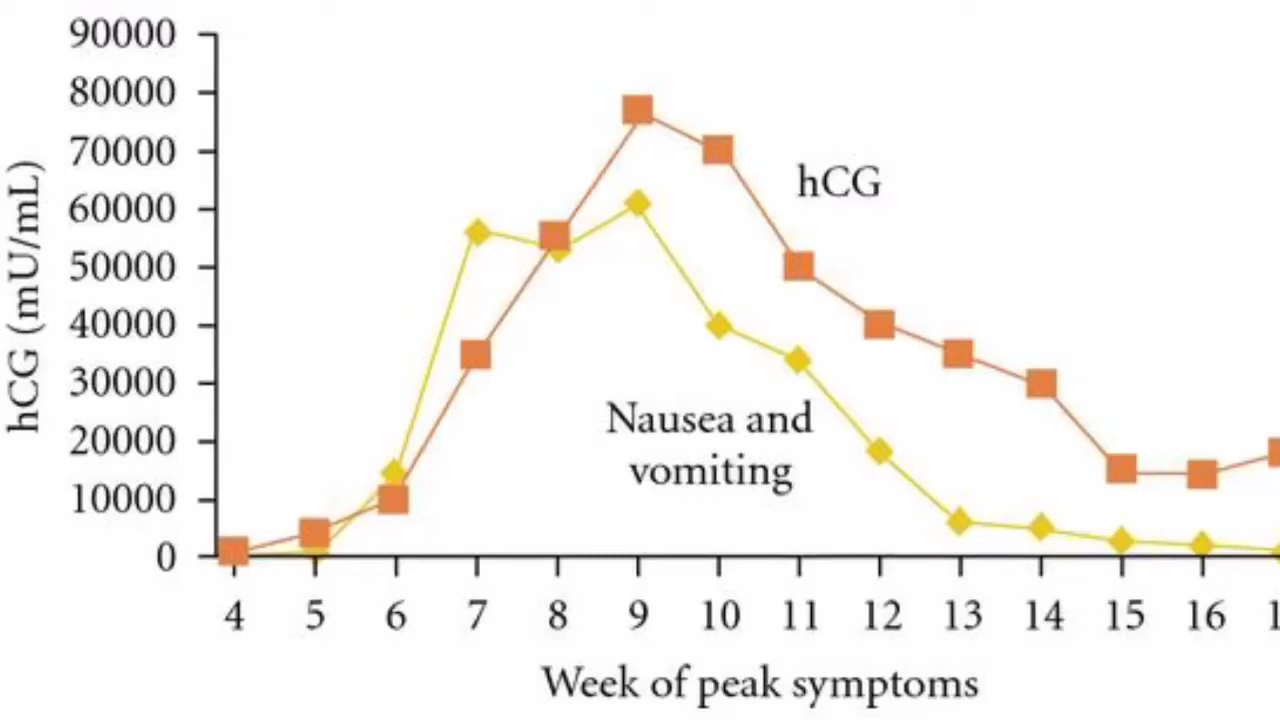 90000
80000
70000
60000
50000
40000
30000
20000
10000
0
hCG (mU/mL)
hCG
Nausea and
vomiting
4 5 6 7 8 9 10 11 12 13 14 15 16
Week of peak symptoms